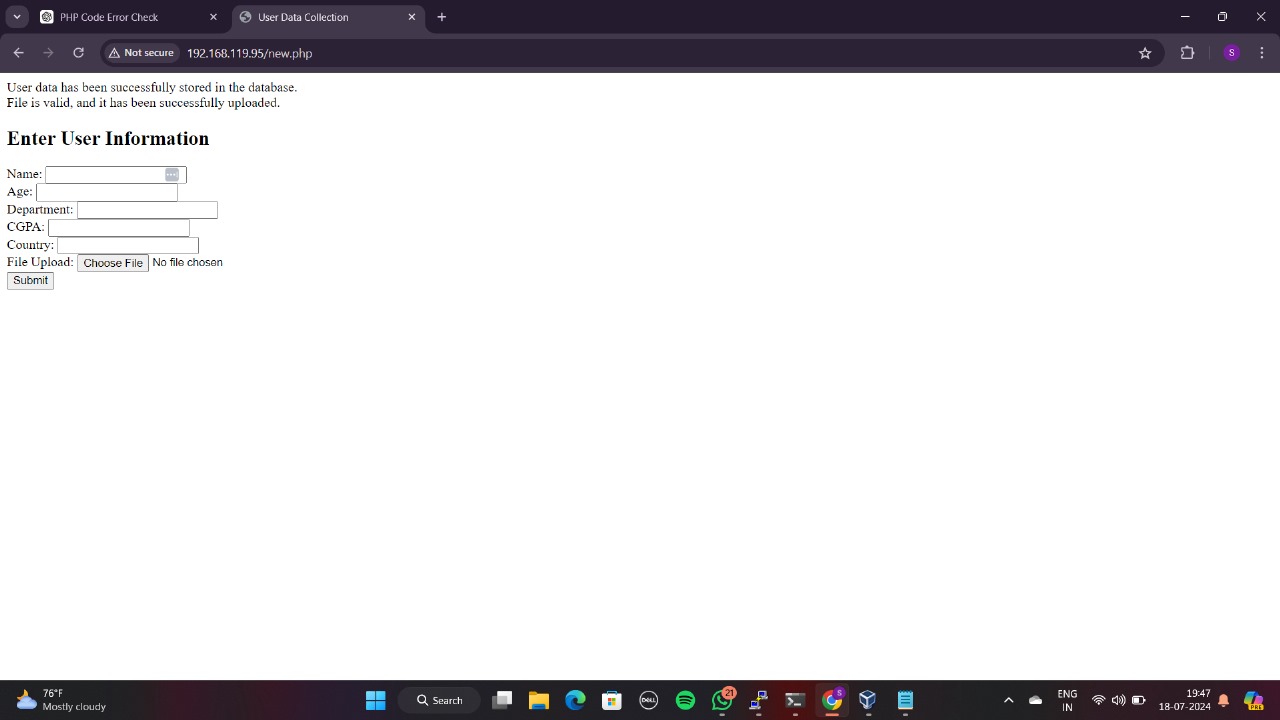 PHP Code Error Check
User Data Collection
Not secure
192.168.119.95/new.php
S
User data has been successfully stored in the database.
File is valid, and it has been successfully uploaded.
Enter User Information
Name:
Age:
Department:
CGPA:
Country:
File Upload: Choose File No file chosen
Submit
76°F
Mostly cloudy
Search
DELL
21
S
ENG
IN
19:47
18-07-2024
PRE